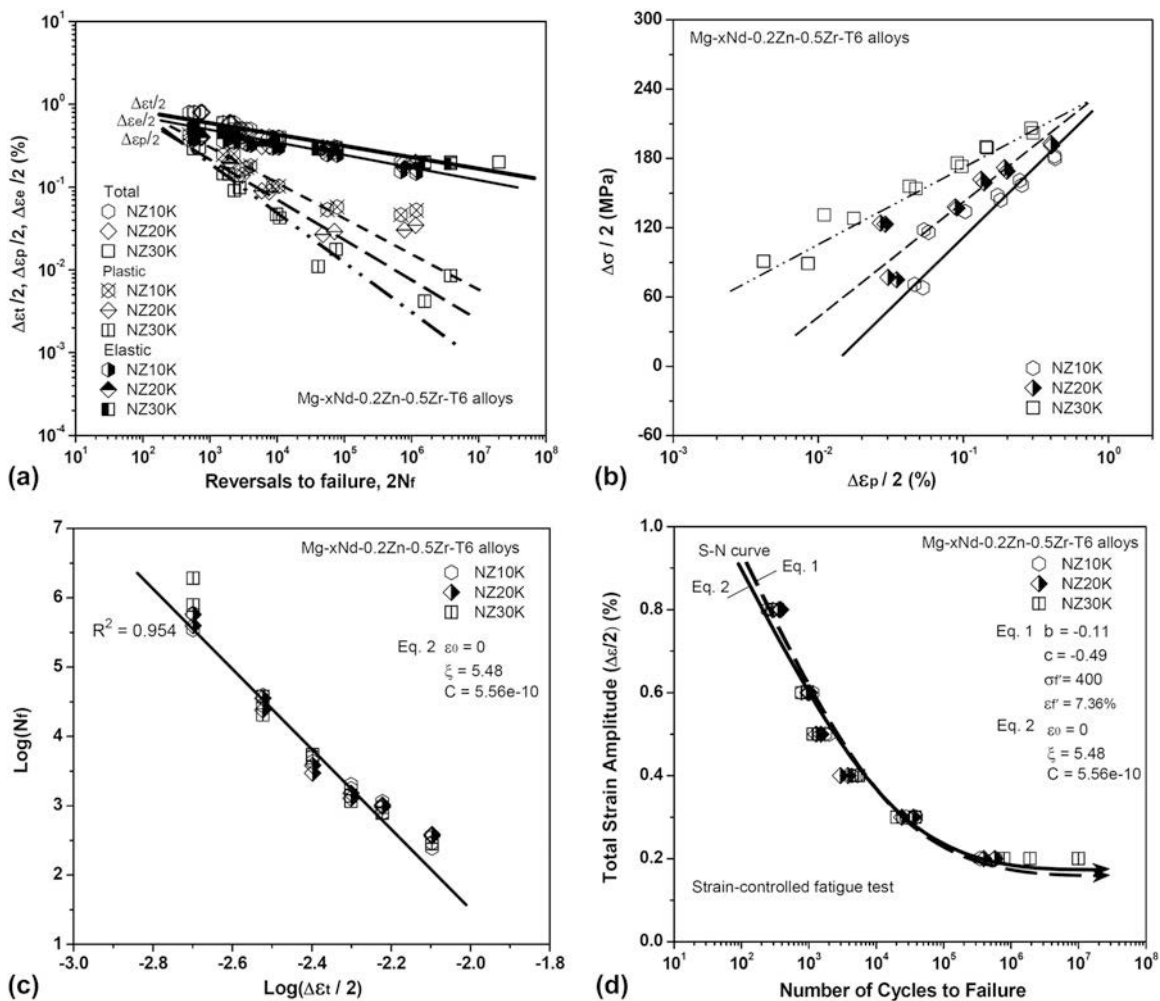 Δεt/2, Δεp/2, Δεe/2 (%)
10¹
10⁰
10⁻¹
10⁻²
10⁻³
10⁻⁴
Δεt/2
Δεe/2
Δεp/2
Total
NZ10K
NZ20K
NZ30K
Plastic
NZ10K
NZ20K
NZ30K
Elastic
NZ10K
NZ20K
NZ30K
Mg-xNd-0.2Zn-0.5Zr-T6 alloys
10¹ 10² 10³ 10⁴ 10⁵ 10⁶ 10⁷ 10⁸
(a) Reversals to failure, 2Nf
Δσ / 2 (MPa)
300
240
180
120
60
0
-60
Mg-xNd-0.2Zn-0.5Zr-T6 alloys
NZ10K
NZ20K
NZ30K
10⁻³ 10⁻² 10⁻¹ 10⁰
(b) Δεp / 2 (%)
Log(Nf)
7
6
5
4
3
2
1
Mg-xNd-0.2Zn-0.5Zr-T6 alloys
NZ10K
NZ20K
NZ30K
R² = 0.954
Eq. 2 ε₀ = 0
ξ = 5.48
C = 5.56e-10
-3.0 -2.8 -2.6 -2.4 -2.2 -2.0 -1.8
(c) Log(Δεt / 2)
Total Strain Amplitude (Δε/2) (%)
1.0
0.8
0.6
0.4
0.2
0.0
S-N curve
Eq. 1
Eq. 2
Mg-xNd-0.2Zn-0.5Zr-T6 alloys
NZ10K
NZ20K
NZ30K
Eq. 1 b = -0.11
c = -0.49
σf' = 400
εf' = 7.36%
Eq. 2 ε₀ = 0
ξ = 5.48
C = 5.56e-10
Strain-controlled fatigue test
10¹ 10² 10³ 10⁴ 10⁵ 10⁶ 10⁷ 10⁸
(d) Number of Cycles to Failure